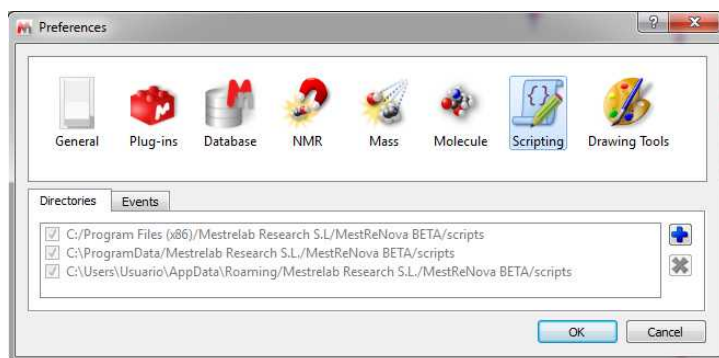 Preferences
General Plug-ins Database NMR Mass Molecule Scripting Drawing Tools
Directories Events
C:/Program Files (x86)/Mestrelab Research S.L/MestReNova BETA/scripts
C:\ProgramData/Mestrelab Research S.L./MestReNova BETA/scripts
C:\Users\Usuario\AppData\Roaming/Mestrelab Research S.L./MestReNova BETA/scripts
OK Cancel